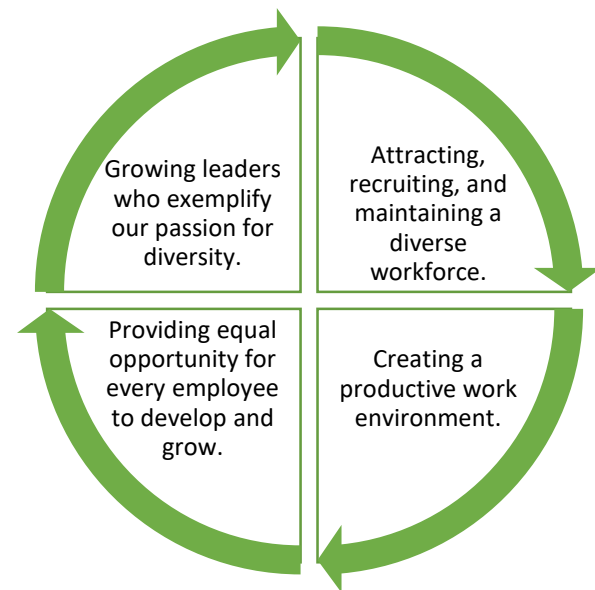 Growing leaders
who exemplify
our passion for
diversity.
Attracting,
recruiting, and
maintaining a
diverse
workforce.
Providing equal
opportunity for
every employee
to develop and
grow.
Creating a
productive work
environment.